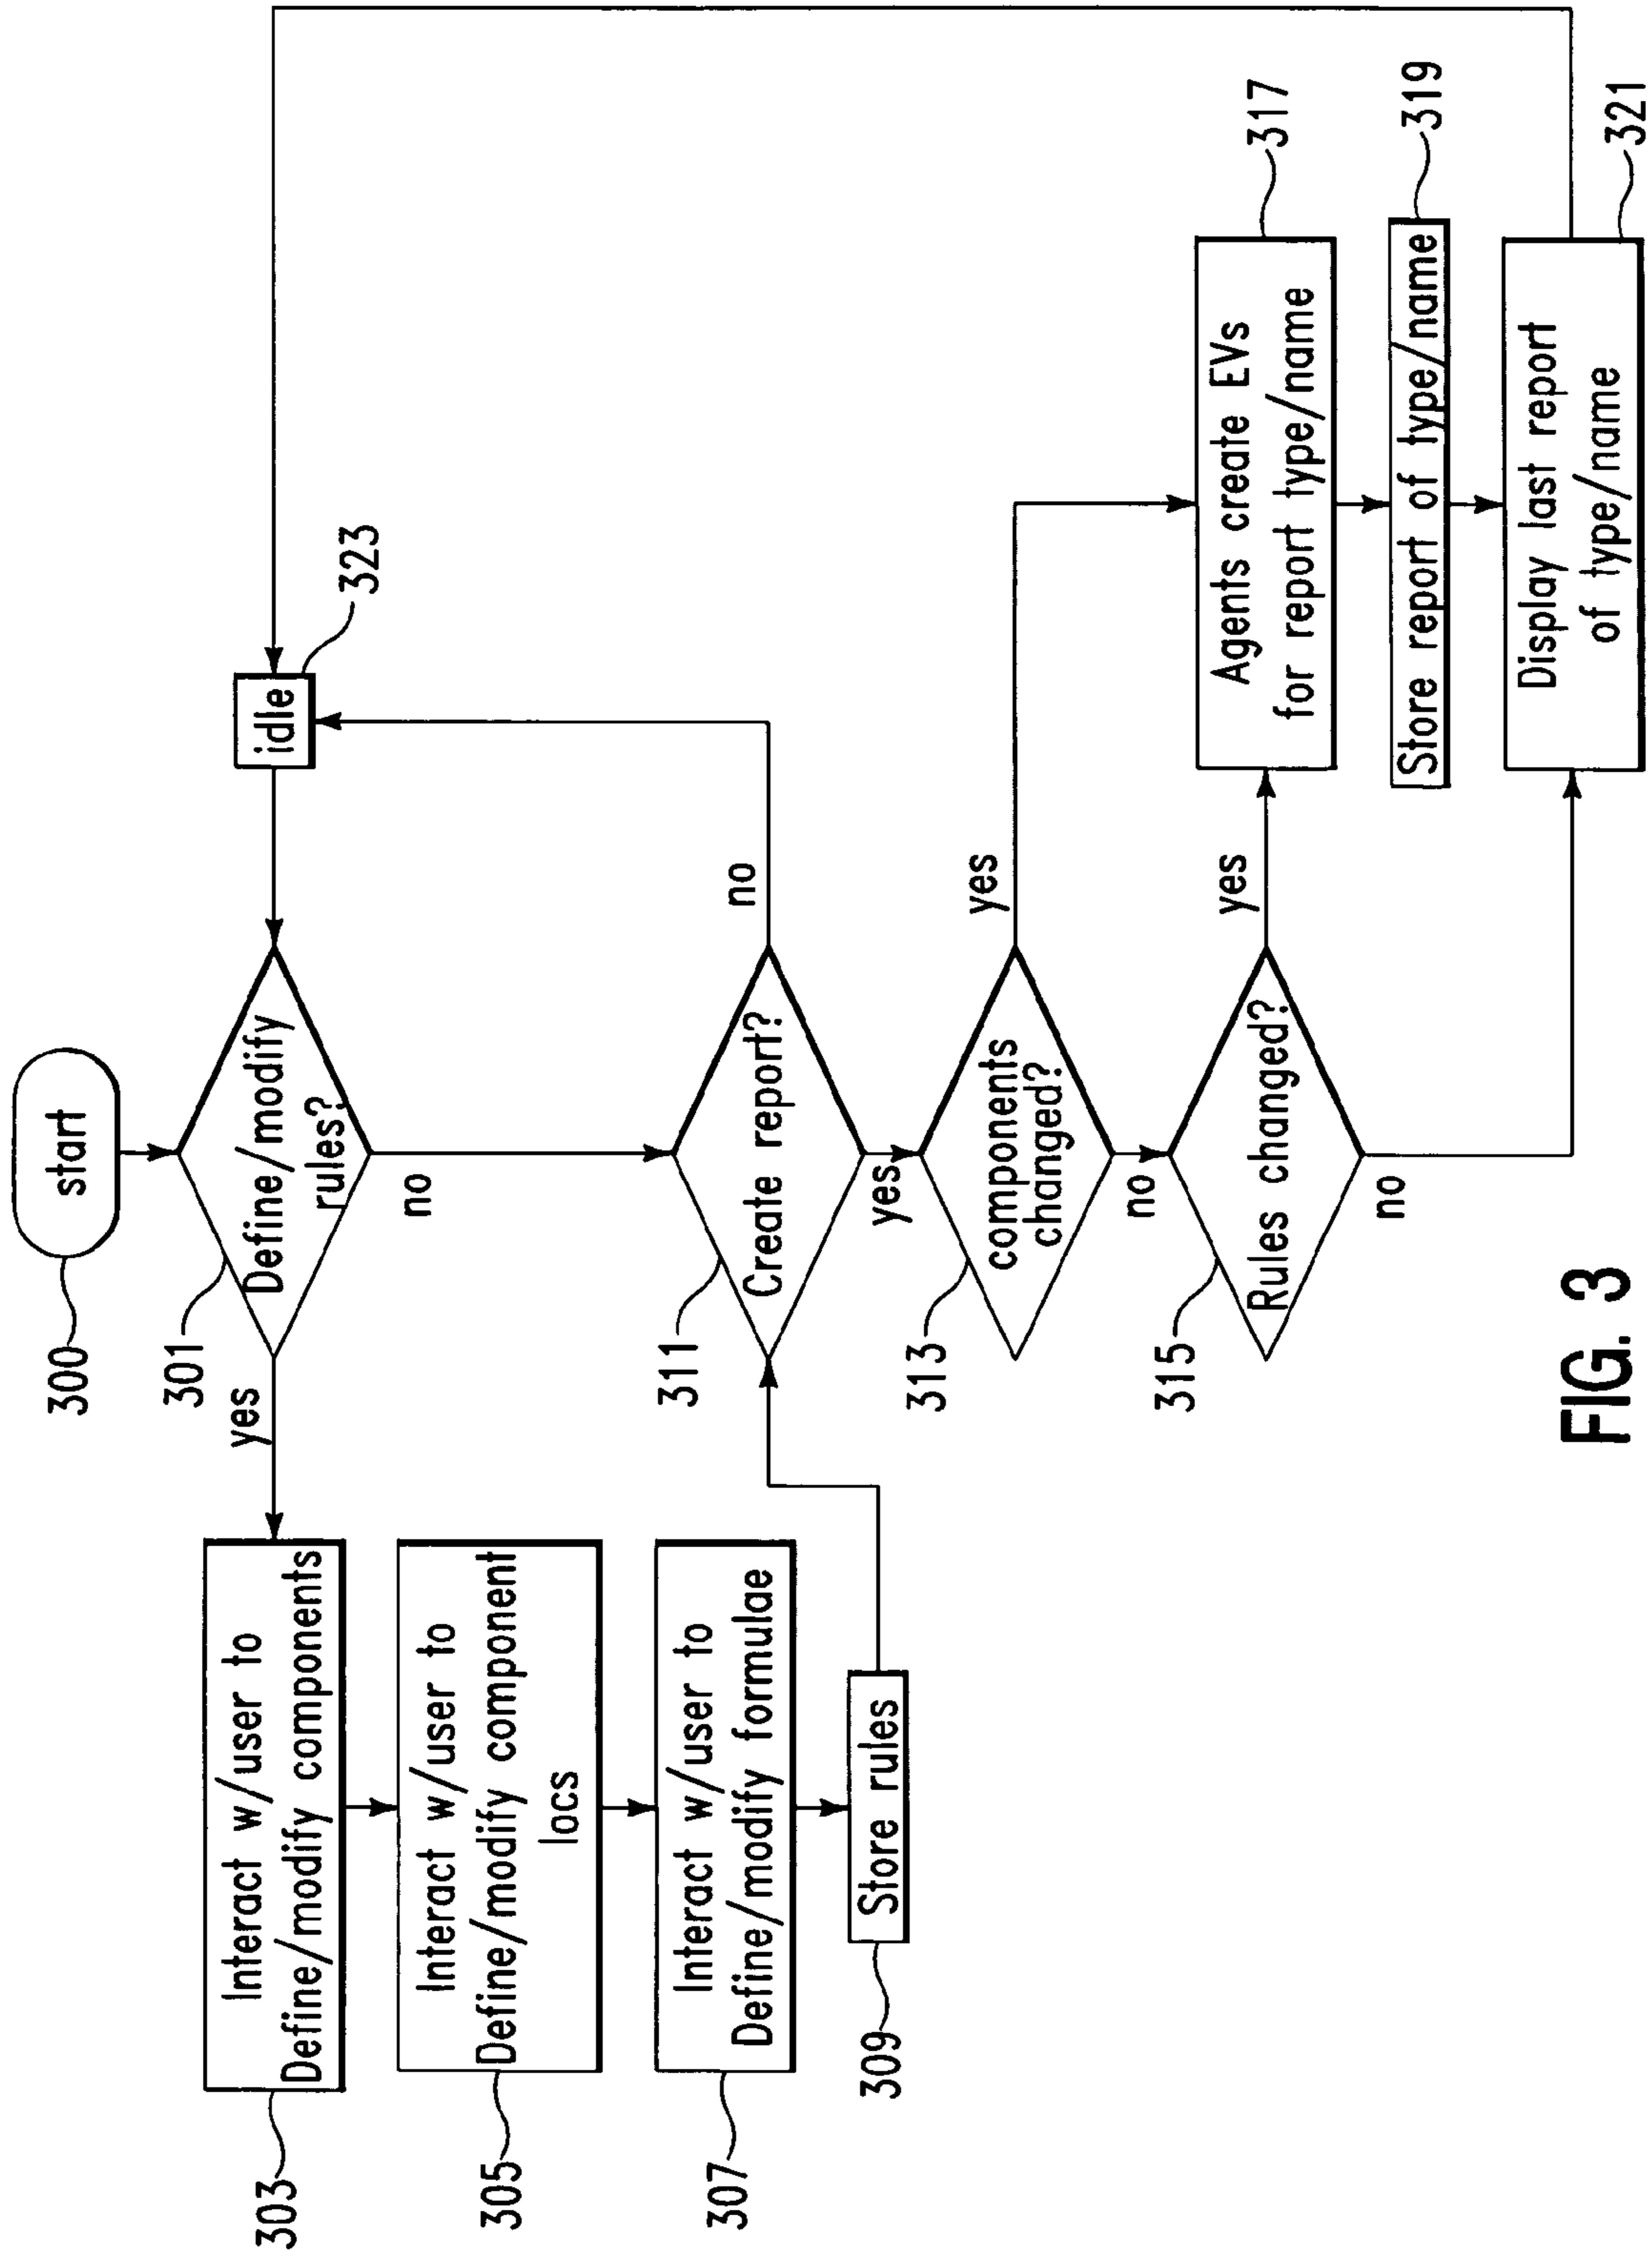 start
300
Define/modify
rules?
301
yes
no
idle
323
Interact w/user to
Define/modify components
303
Interact w/user to
Define/modify component
locs
305
Interact w/user to
Define/modify formulae
307
Store rules
309
Create report?
311
no
yes
components
changed?
313
yes
no
Rules changed?
315
yes
no
Agents create EVs
for report type/name
317
Store report of type/name
319
Display last report
of type/name
321
FIG. 3